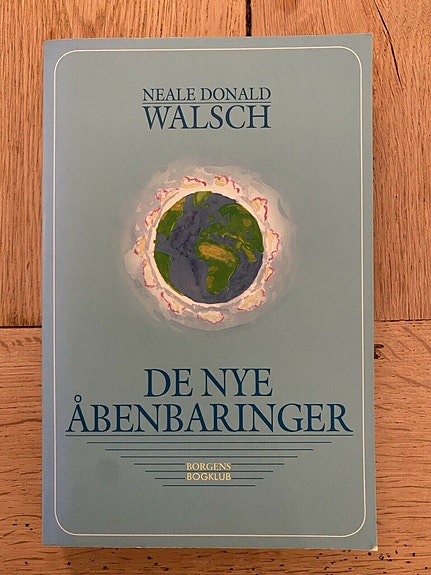 NEALE DONALD
WALSCH
DE NYE
ÅBENBARINGER
BORGENS
BOGKLUB